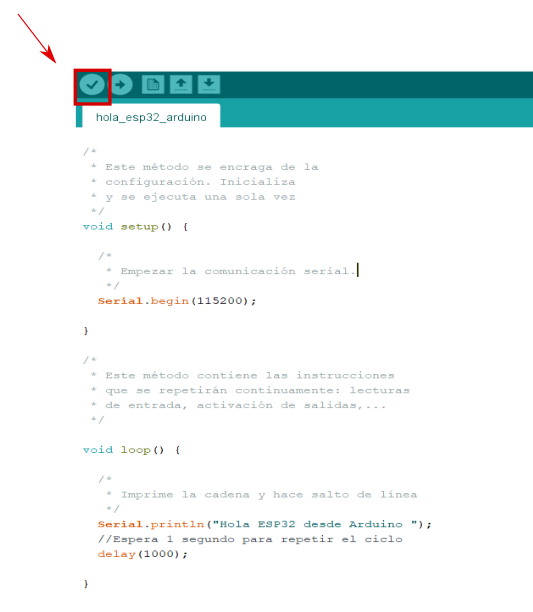 hola_esp32_arduino
/*
* Este método se encraga de la
* configuración. Inicializa
* y se ejecuta una sola vez
*/
void setup() {
/*
* Empezar la comunicación serial.
*/
Serial.begin(115200);
}
/*
* Este método contiene las instrucciones
* que se repetirán continuamente: lecturas
* de entrada, activación de salidas,...
*/
void loop() {
/*
* Imprime la cadena y hace salto de línea
*/
Serial.println("Hola ESP32 desde Arduino ");
//Espera 1 segundo para repetir el ciclo
delay(1000);
}